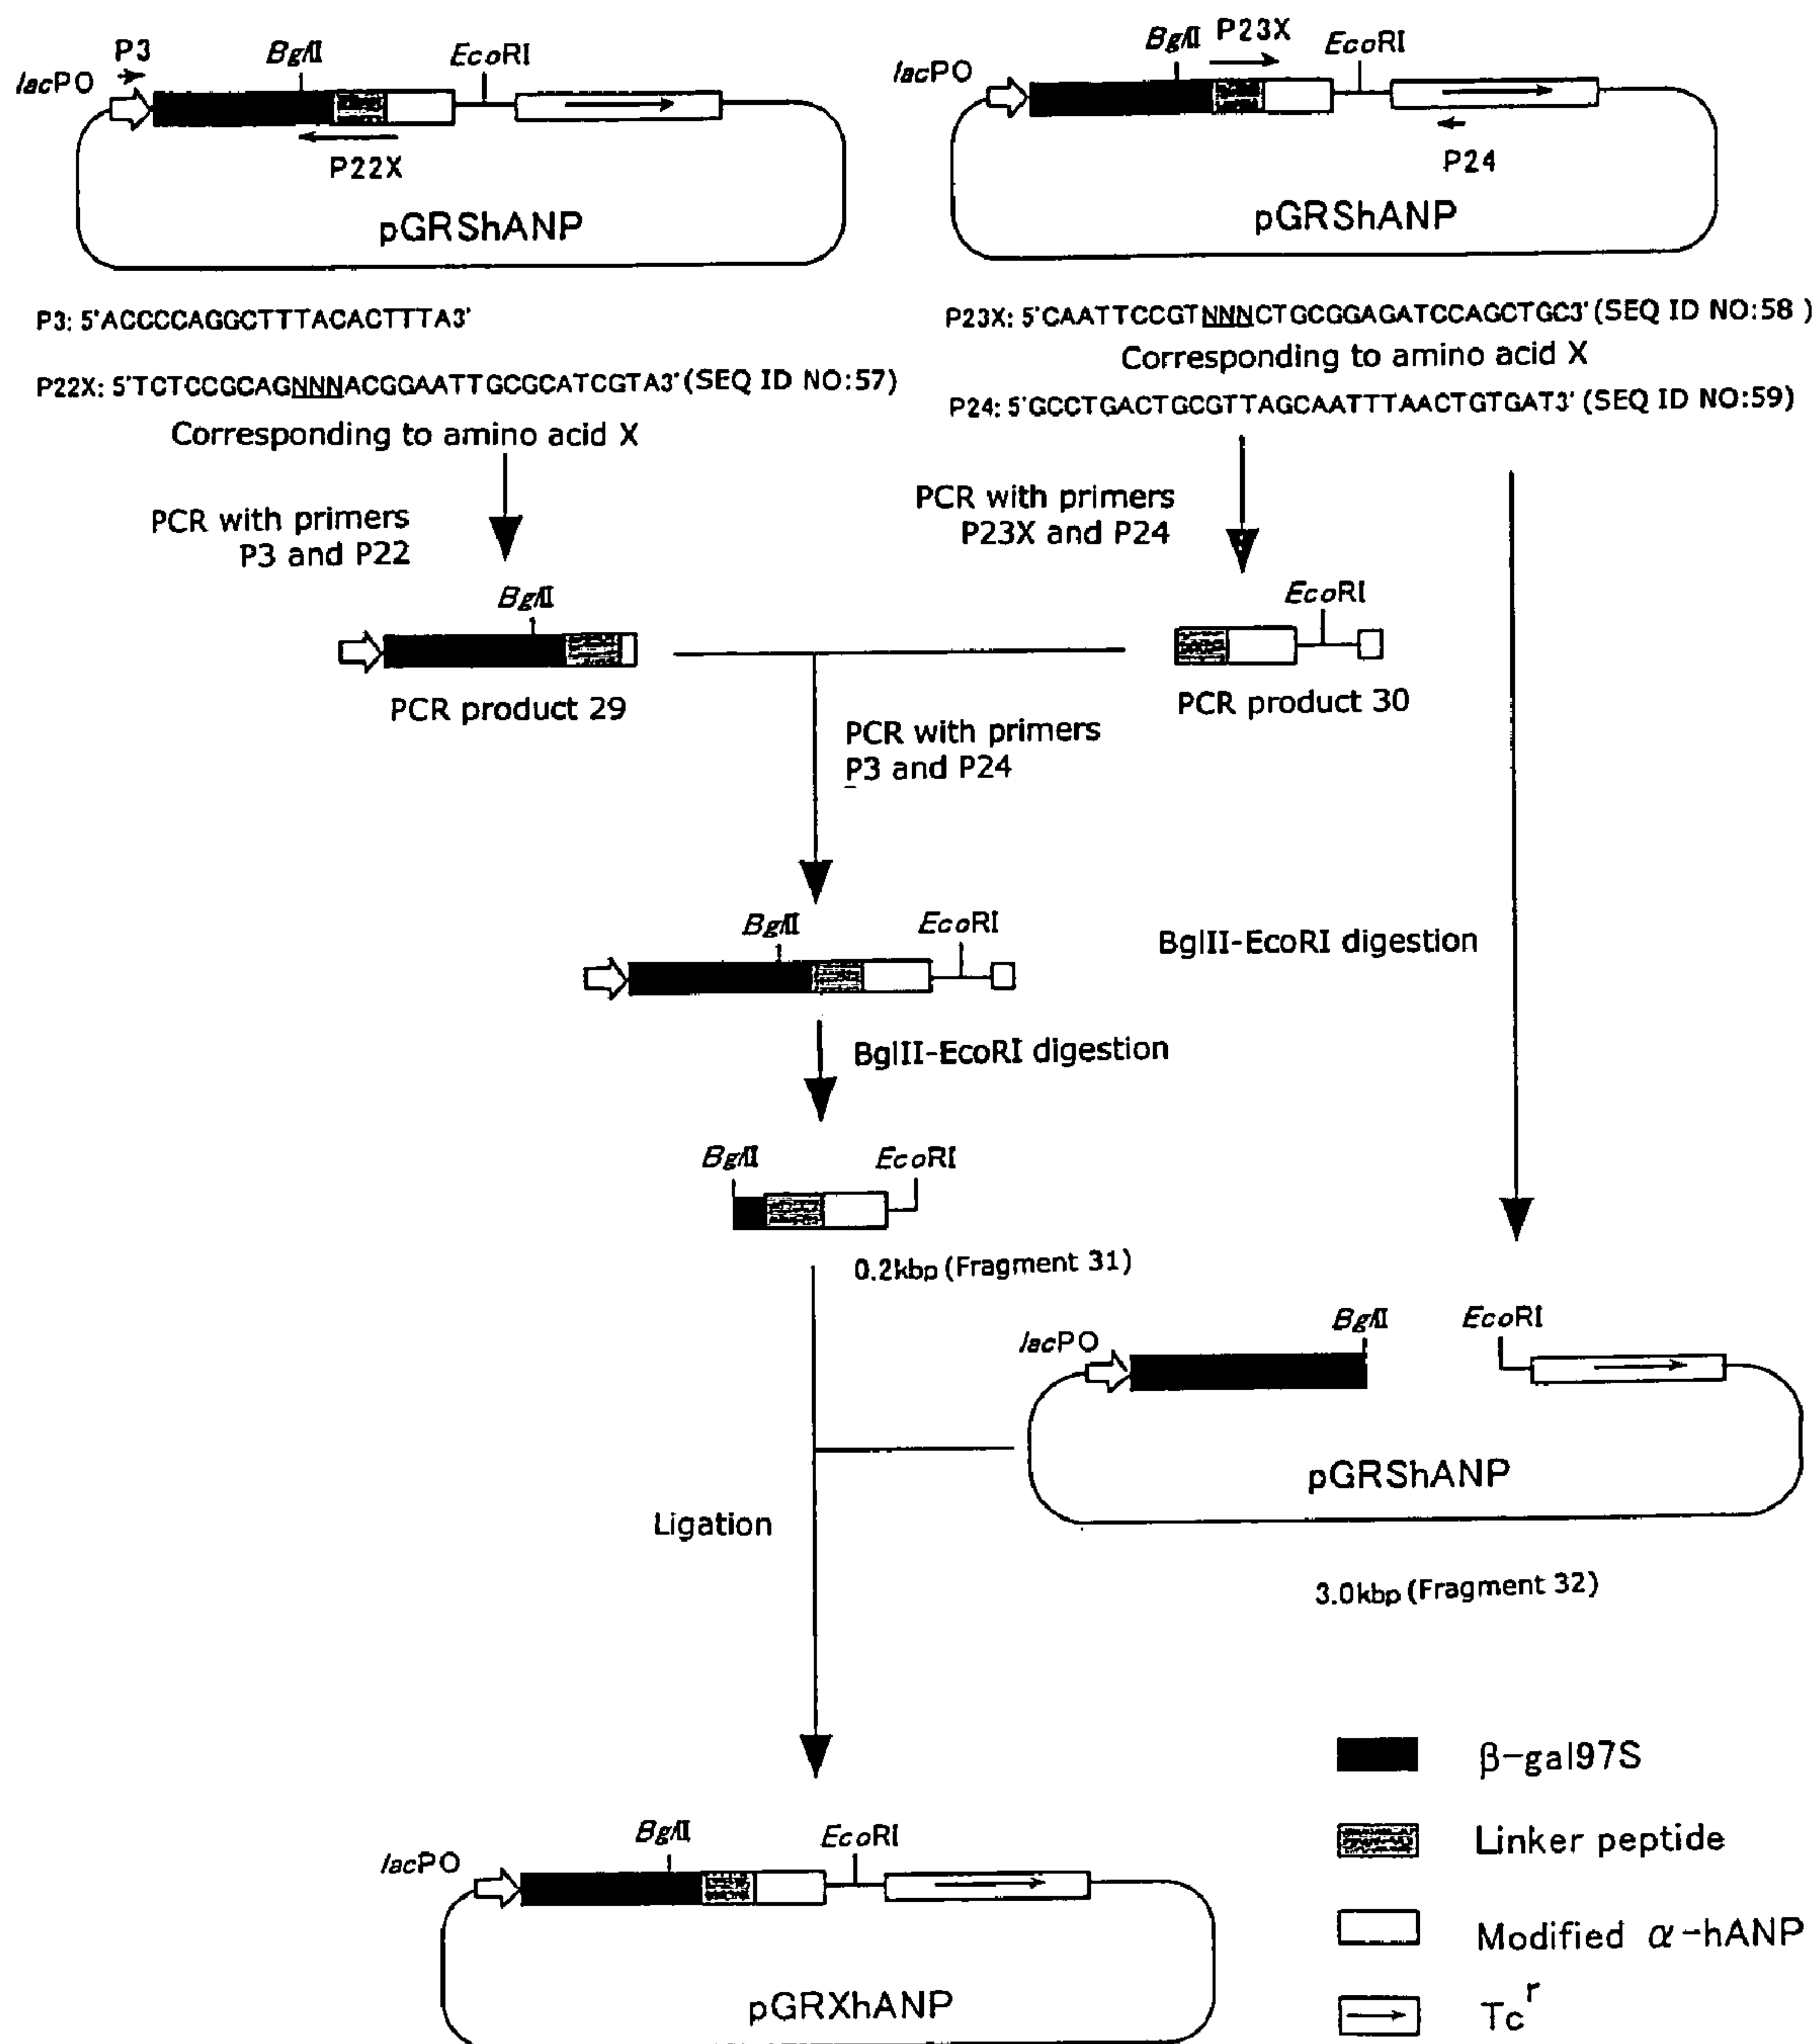 P3
lacPO
BglII
EcoRI
P22X
pGRShANP
lacPO
BglII
P23X
EcoRI
P24
pGRShANP
P3: 5'ACCCCAGGCTTTACACTTTA3'
P22X: 5'TCTCCGCAGNNNACGGAATTGCGCATCGTA3' (SEQ ID NO:57)
Corresponding to amino acid X
P23X: 5'CAATTCCGTNNNCTGCGGAGATCCAGCTGC3' (SEQ ID NO:58 )
Corresponding to amino acid X
P24: 5'GCCTGACTGCGTTAGCAATTTAACTGTGAT3' (SEQ ID NO:59)
PCR with primers
P3 and P22
PCR with primers
P23X and P24
BglII
PCR product 29
EcoRI
PCR product 30
PCR with primers
P3 and P24
BglII
EcoRI
BglII-EcoRI digestion
BglII-EcoRI digestion
BglII
EcoRI
0.2kbp (Fragment 31)
lacPO
BglII
EcoRI
pGRShANP
3.0kbp (Fragment 32)
Ligation
lacPO
BglII
EcoRI
pGRXhANP
β-gal97S
Linker peptide
Modified α-hANP
Tc^r